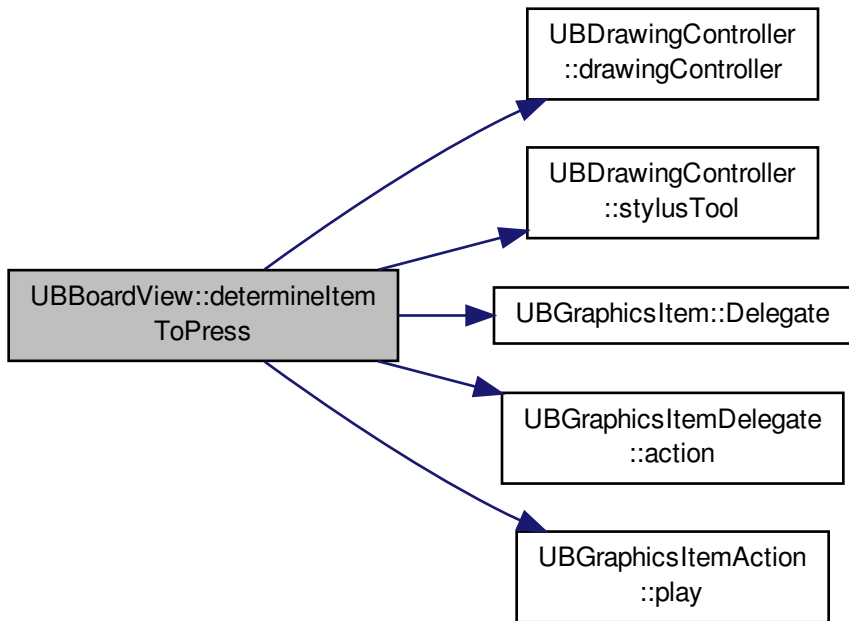 UBBoardView::determineItem
ToPress
UBDrawingController
::drawingController
UBDrawingController
::stylusTool
UBGraphicsItem::Delegate
UBGraphicsItemDelegate
::action
UBGraphicsItemAction
::play